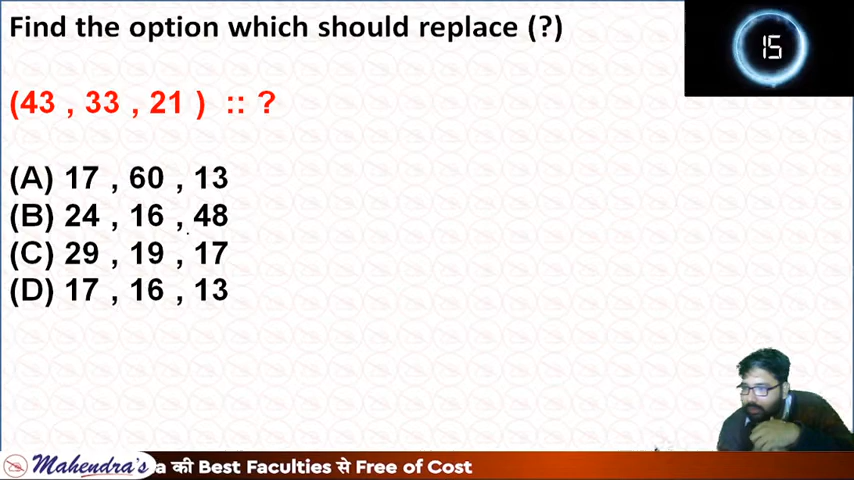 Find the option which should replace (?)
15
(43 , 33 , 21 ) :: ?
(A) 17 , 60 , 13
(B) 24 , 16 , 48
(C) 29 , 19 , 17
(D) 17 , 16 , 13
Mahendra's a की Best Faculties से Free of Cost